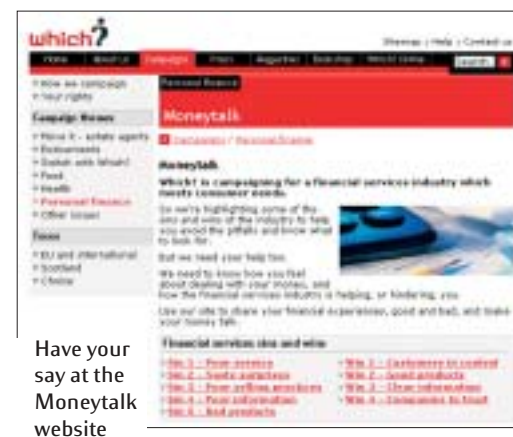 which?
Sitemap | Help | Contact us
Home About us Campaigns Press Magazines Bookshop Which? Online Search
How we campaign
Your rights
Campaign themes
Move it - estate agents
Endowments
Switch with Which?
Food
Health
Personal finance
Other issues
Focus
EU and international
Scotland
Choice
Personal finance
Moneytalk
Campaigns / Personal finance
Moneytalk
Which? is campaigning for a financial services industry which
meets consumer needs.
So we're highlighting some of the
sins and wins of the industry to help
you avoid the pitfalls and know what
to look for.
But we need your help too.
We need to know how you feel
about dealing with your money, and
how the financial services industry is helping, or hindering, you.
Use our site to share your financial experiences, good and bad, and make
your money talk.
Financial services sins and wins
Sin 1 - Poor service
Sin 2 - Nasty surprises
Sin 3 - Poor selling practices
Sin 4 - Poor information
Sin 5 - Bad products
Win 1 - Customers in control
Win 2 - Good products
Win 3 - Clear information
Win 4 - Companies to trust
Have your
say at the
Moneytalk
website